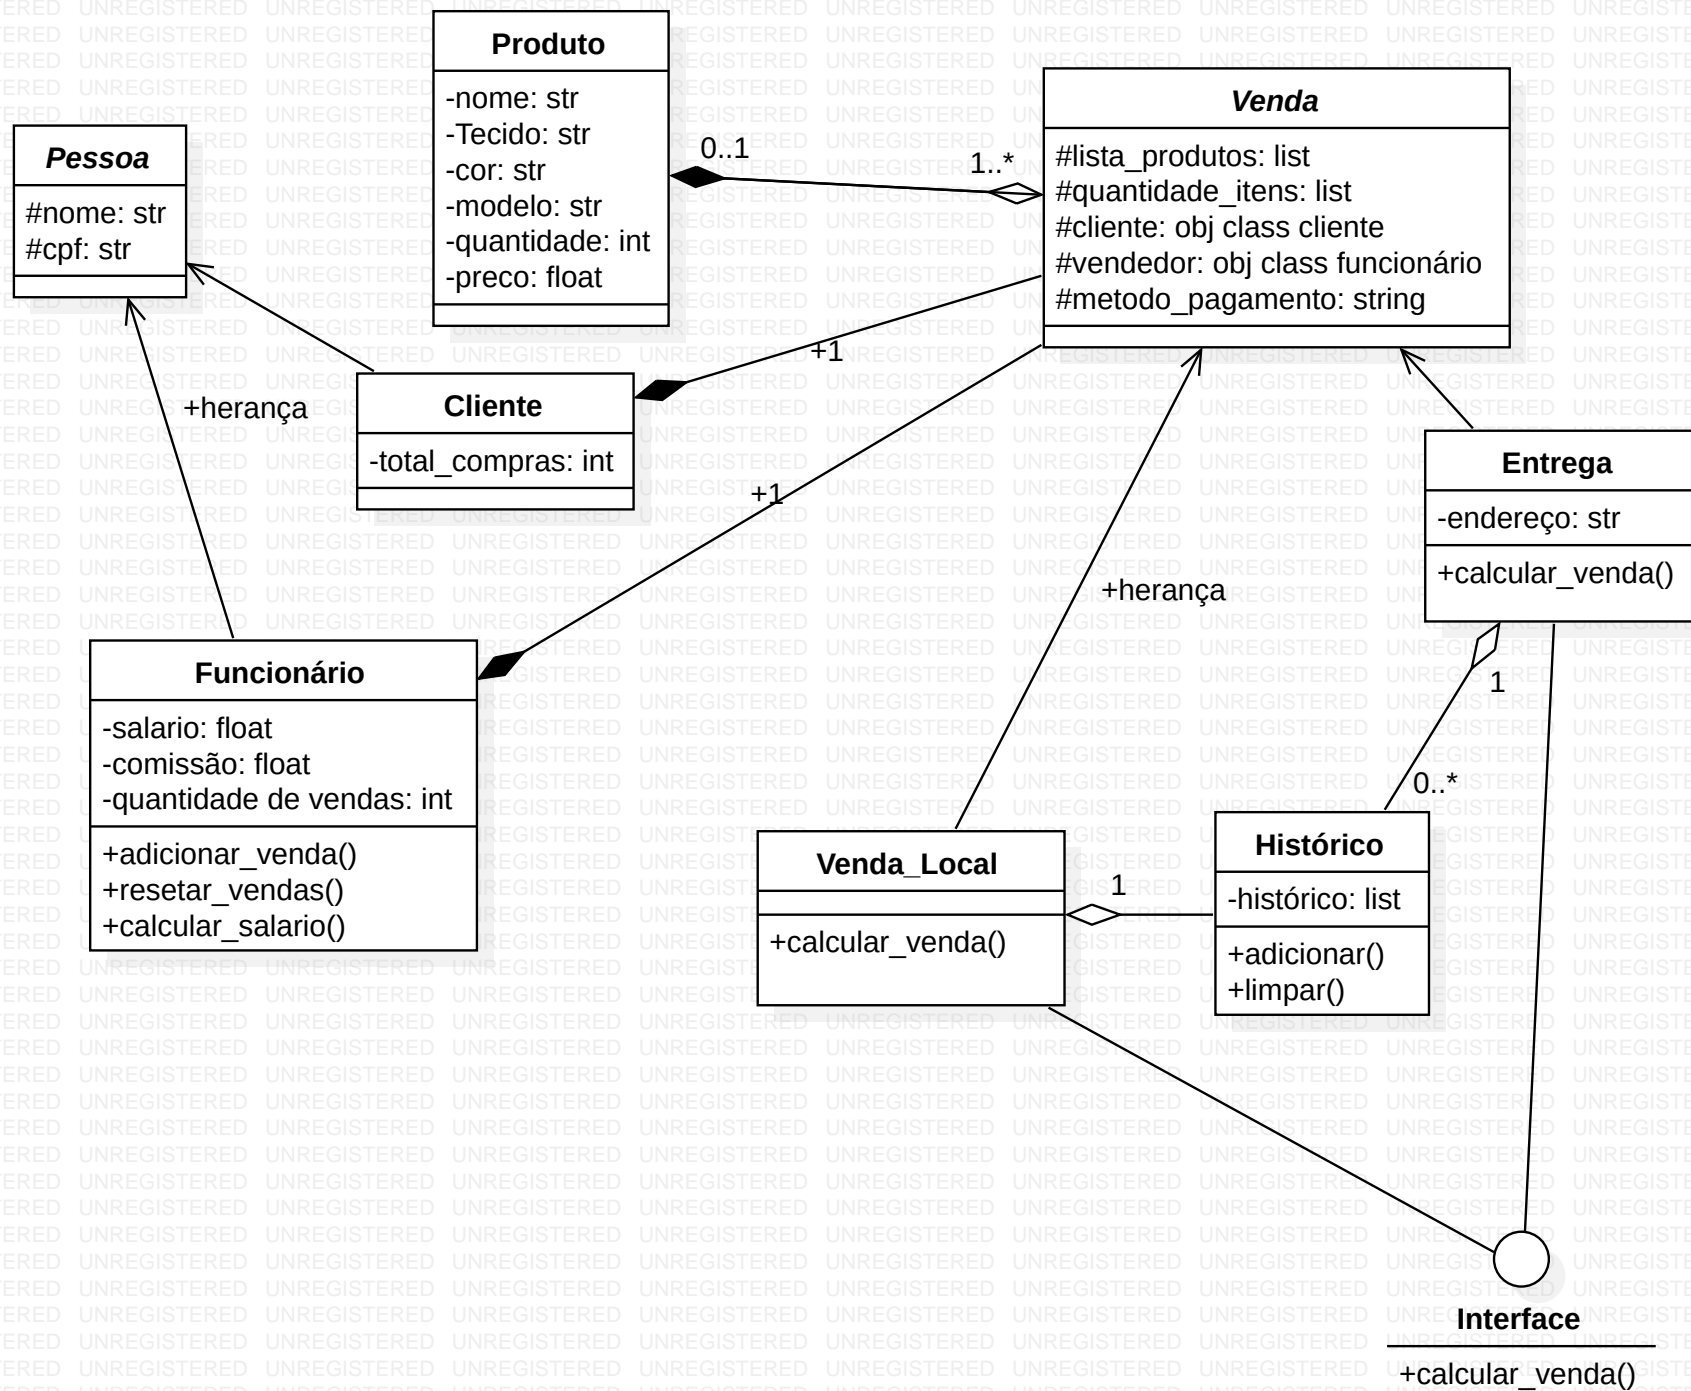 Produto
-nome: str
-Tecido: str
-cor: str
-modelo: str
-quantidade: int
-preco: float
Venda
#lista_produtos: list
#quantidade_itens: list
#cliente: obj class cliente
#vendedor: obj class funcionário
#metodo_pagamento: string
Pessoa
#nome: str
#cpf: str
0..1
1..*
+1
+herança
Cliente
-total_compras: int
+1
Entrega
-endereço: str
+calcular_venda()
+herança
Funcionário
-salario: float
-comissão: float
-quantidade de vendas: int
+adicionar_venda()
+resetar_vendas()
+calcular_salario()
1
0..*
Venda_Local
+calcular_venda()
1
Histórico
-histórico: list
+adicionar()
+limpar()
Interface
+calcular_venda()
UNREGISTERED